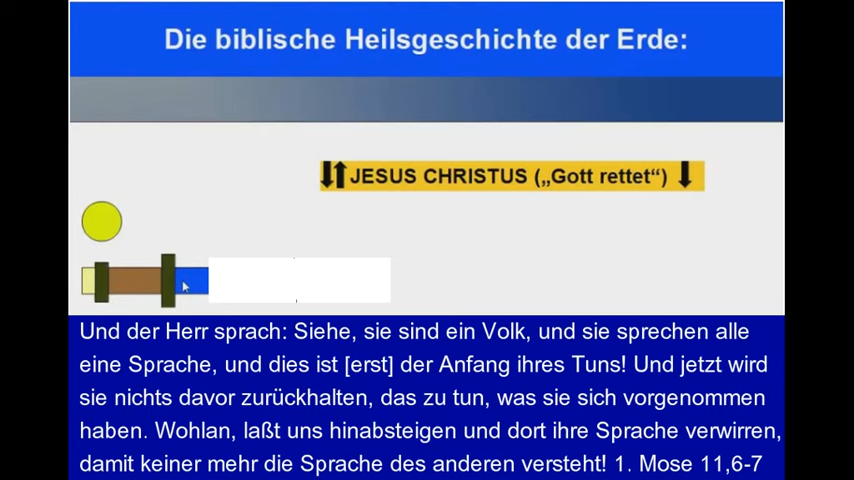 Die biblische Heilsgeschichte der Erde:
JESUS CHRISTUS („Gott rettet“)
Und der Herr sprach: Siehe, sie sind ein Volk, und sie sprechen alle
eine Sprache, und dies ist [erst] der Anfang ihres Tuns! Und jetzt wird
sie nichts davor zurückhalten, das zu tun, was sie sich vorgenommen
haben. Wohlan, laßt uns hinabsteigen und dort ihre Sprache verwirren,
damit keiner mehr die Sprache des anderen versteht! 1. Mose 11,6-7